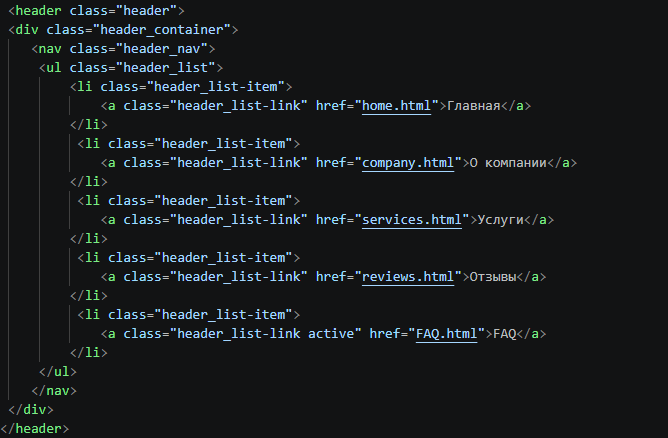 <header class="header">
<div class="header_container">
<nav class="header_nav">
<ul class="header_list">
<li class="header_list-item">
<a class="header_list-link" href="home.html">Главная</a>
</li>
<li class="header_list-item">
<a class="header_list-link" href="company.html">О компании</a>
</li>
<li class="header_list-item">
<a class="header_list-link" href="services.html">Услуги</a>
</li>
<li class="header_list-item">
<a class="header_list-link" href="reviews.html">Отзывы</a>
</li>
<li class="header_list-item">
<a class="header_list-link active" href="FAQ.html">FAQ</a>
</li>
</ul>
</nav>
</div>
</header>